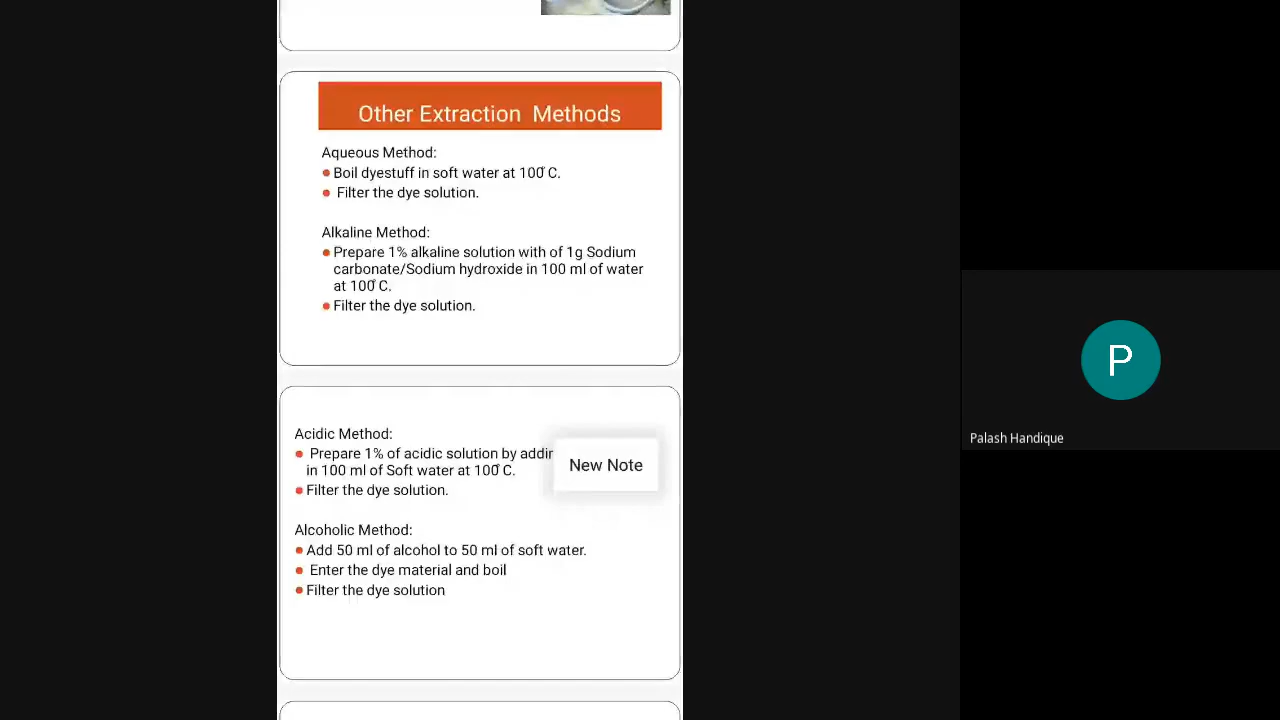 Other Extraction Methods
Aqueous Method:
Boil dyestuff in soft water at 100̊ C.
Filter the dye solution.
Alkaline Method:
Prepare 1% alkaline solution with of 1g Sodium
carbonate/Sodium hydroxide in 100 ml of water
at 100̊ C.
Filter the dye solution.
Acidic Method:
Prepare 1% of acidic solution by
in 100 ml of Soft water at 100̊ C.
Filter the dye solution.
New Note
Alcoholic Method:
Add 50 ml of alcohol to 50 ml of soft water.
Enter the dye material and boil
Filter the dye solution
P
Palash Handique